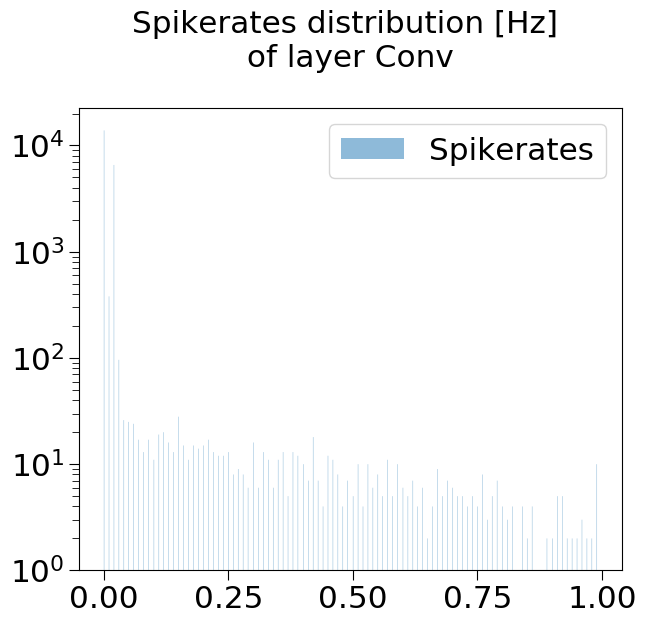 Spikerates distribution [Hz]
of layer Conv
Spikerates
10⁴
10³
10²
10¹
10⁰
0.00 0.25 0.50 0.75 1.00